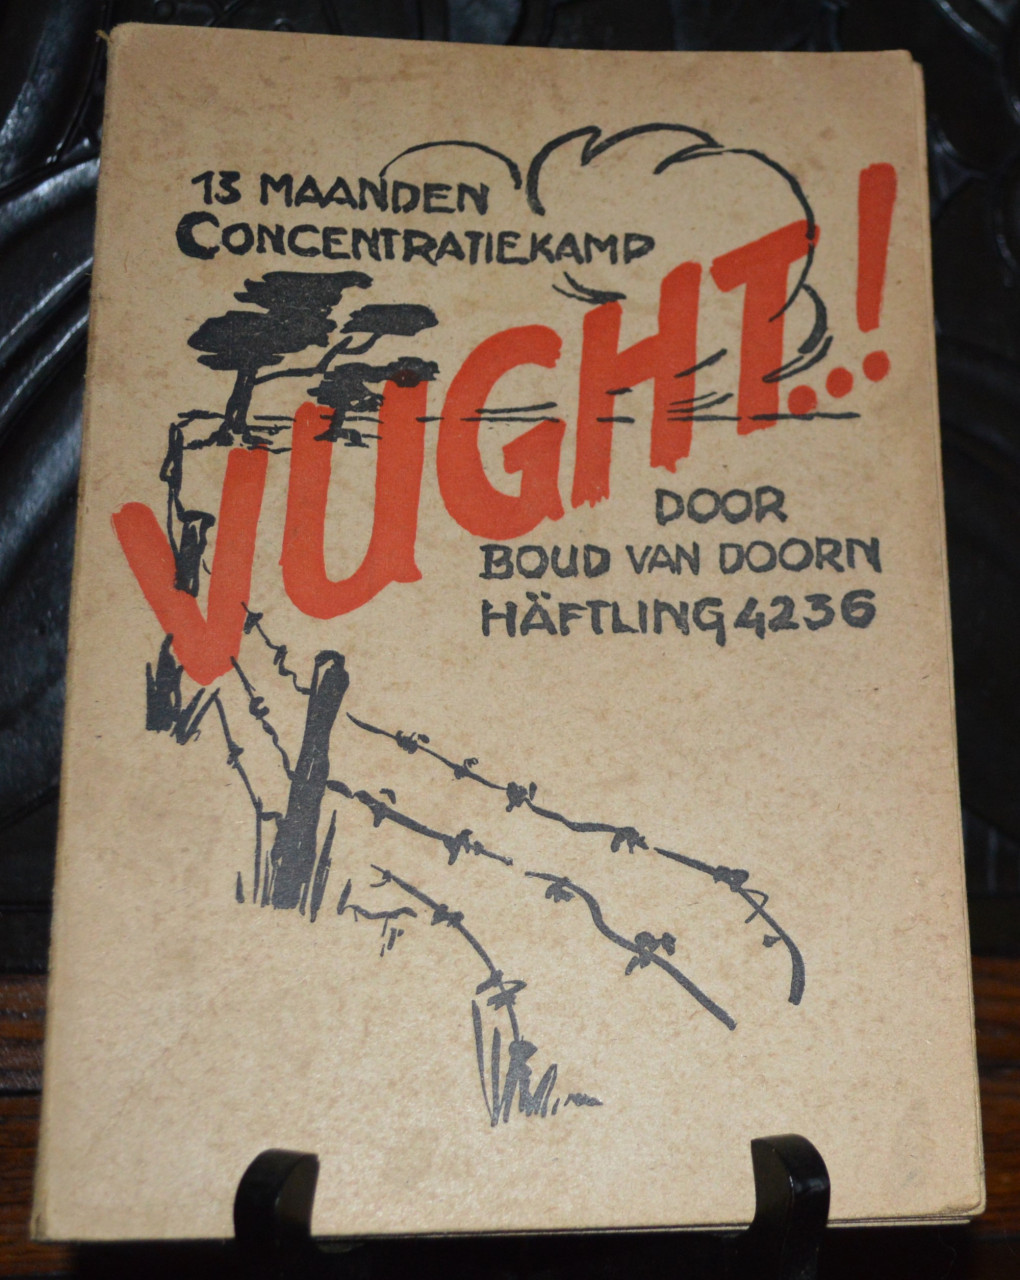 13 MAANDEN
CONCENTRATIEKAMP
VUGHT...!
DOOR
BOUD VAN DOORN
HÄFTLING 4236